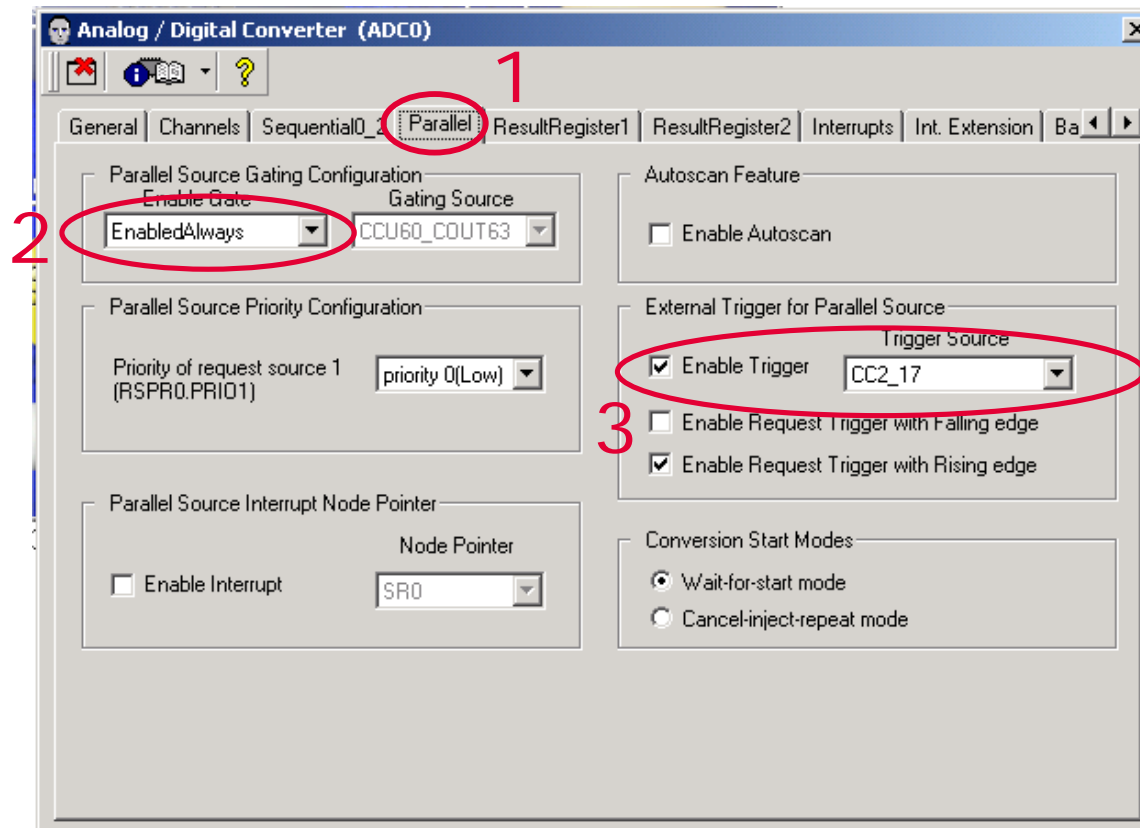 Analog / Digital Converter (ADC0)
1
General Channels Sequential0_2 Parallel ResultRegister1 ResultRegister2 Interrupts Int. Extension Ba
Parallel Source Gating Configuration
Enable Gate Gating Source
2
EnabledAlways CCU60_COUT63
Autoscan Feature
Enable Autoscan
Parallel Source Priority Configuration
Priority of request source 1
(RSPR0.PRIO1)
priority 0(Low)
External Trigger for Parallel Source
Trigger Source
Enable Trigger CC2_17
3
Enable Request Trigger with Falling edge
Enable Request Trigger with Rising edge
Parallel Source Interrupt Node Pointer
Node Pointer
Enable Interrupt SR0
Conversion Start Modes
Wait-for-start mode
Cancel-inject-repeat mode